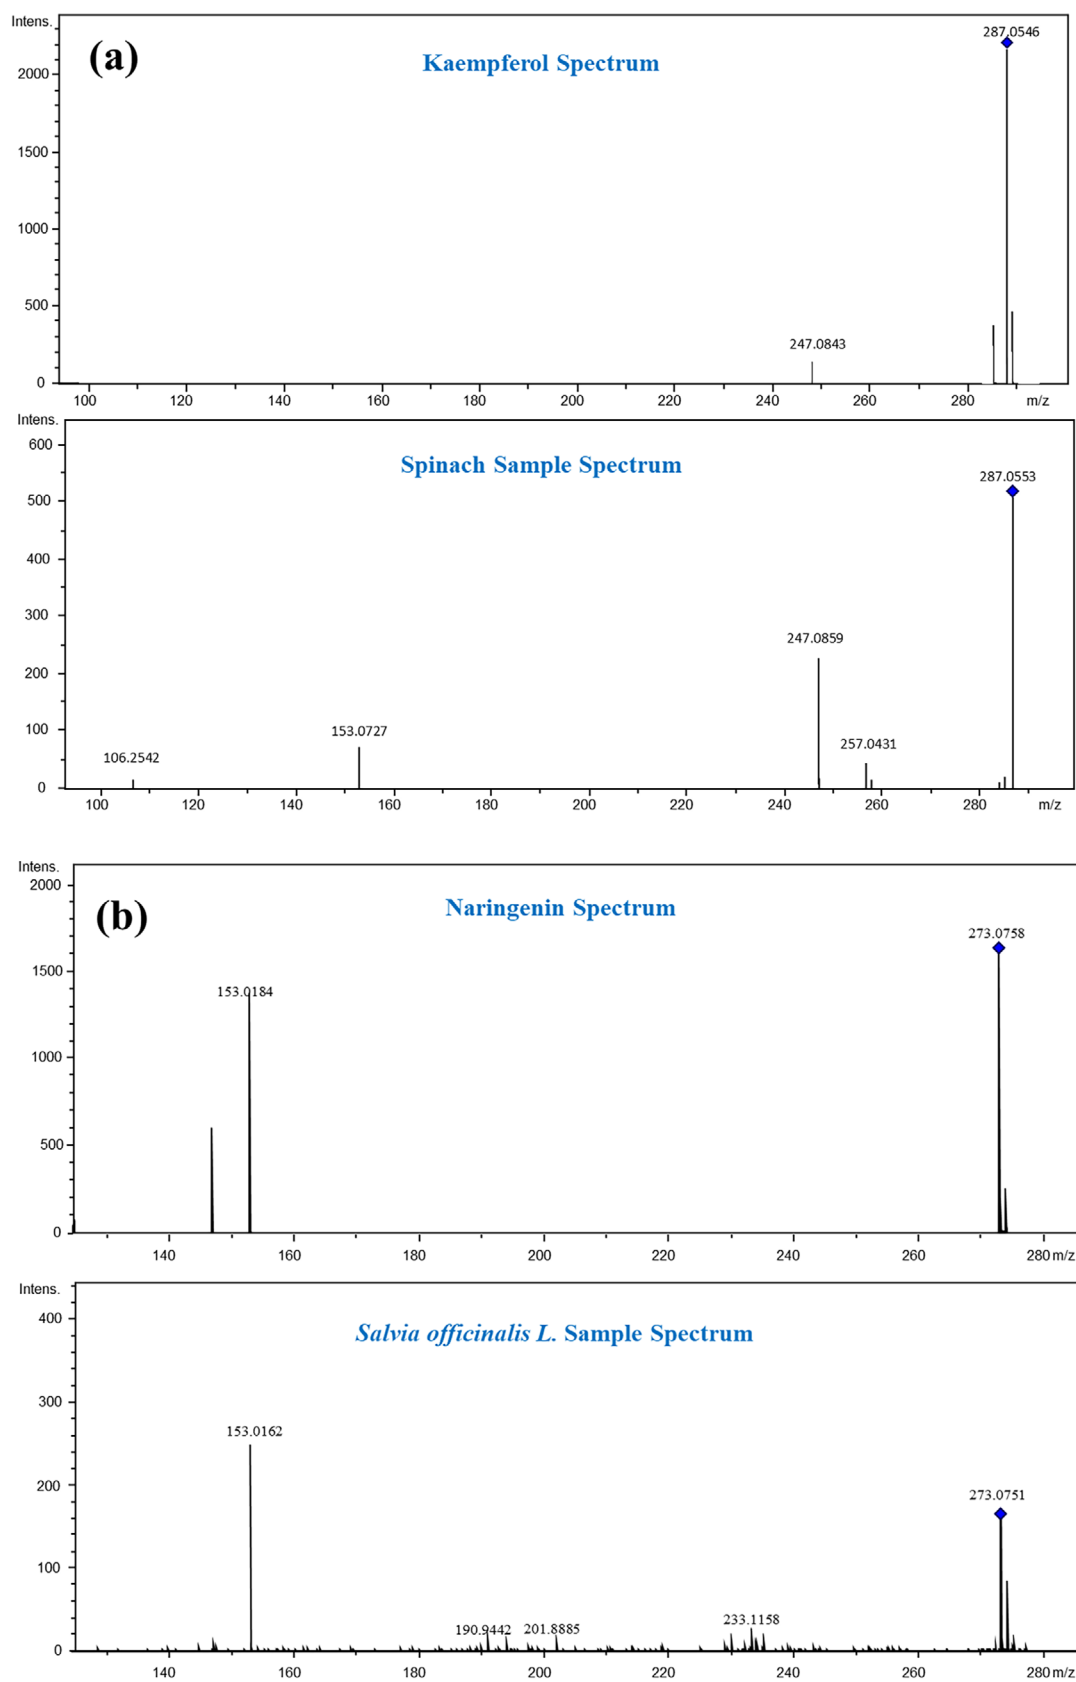 Intens.
(a)
Kaempferol Spectrum
287.0546
2000
1500
1000
500
247.0843
0
100 120 140 160 180 200 220 240 260 280 m/z
Intens.
600
Spinach Sample Spectrum
287.0553
500
400
300
247.0859
200
153.0727
100
257.0431
106.2542
0
100 120 140 160 180 200 220 240 260 280 m/z
Intens.
2000
(b)
Naringenin Spectrum
273.0758
1500
153.0184
1000
500
0
140 160 180 200 220 240 260 280 m/z
Intens.
400
Salvia officinalis L. Sample Spectrum
300
153.0162
200
273.0751
100
190.9442 201.8885 233.1158
0
140 160 180 200 220 240 260 280 m/z